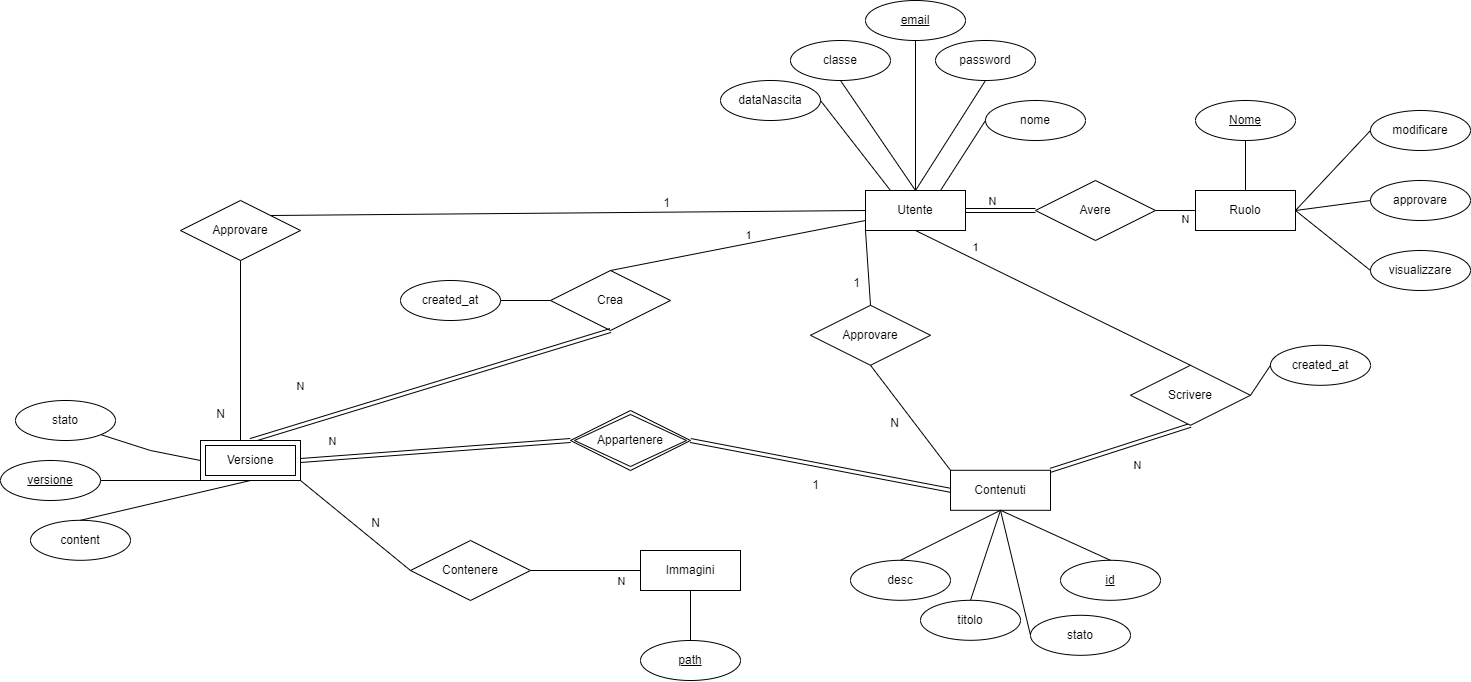 email
classe
password
dataNascita
nome
Nome
modificare
approvare
visualizzare
Utente
N
Avere
N
Ruolo
1
Approvare
1
1
created_at
Crea
1
Approvare
created_at
Scrivere
N
N
N
N
N
stato
Versione
Appartenere
1
Contenuti
versione
content
N
Contenere
N
Immagini
desc
id
titolo
stato
path